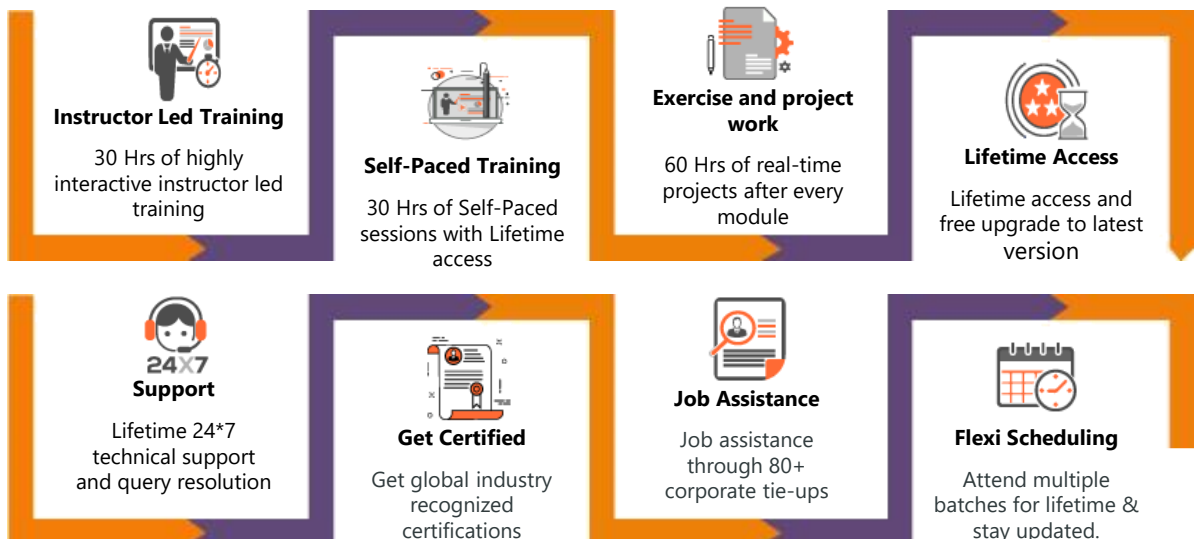 Instructor Led Training
30 Hrs of highly
interactive instructor led
training
Self-Paced Training
30 Hrs of Self-Paced
sessions with Lifetime
access
Exercise and project
work
60 Hrs of real-time
projects after every
module
Lifetime Access
Lifetime access and
free upgrade to latest
version
24X7
Support
Lifetime 24*7
technical support
and query resolution
Get Certified
Get global industry
recognized
certifications
Job Assistance
Job assistance
through 80+
corporate tie-ups
Flexi Scheduling
Attend multiple
batches for lifetime &
stay updated.